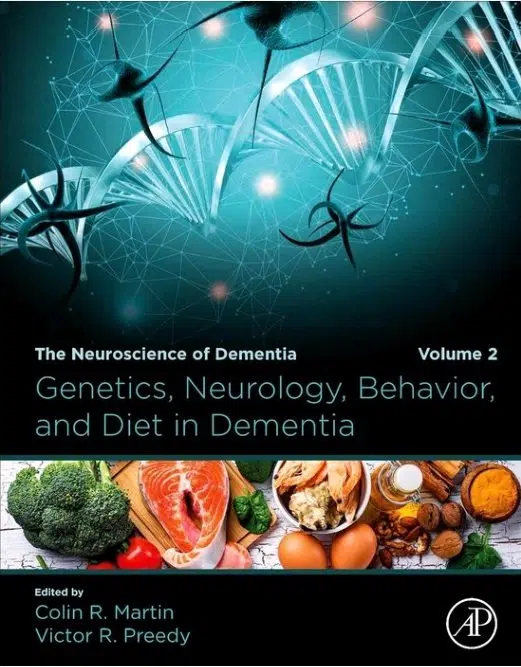 The Neuroscience of Dementia Volume 2
Genetics, Neurology, Behavior,
and Diet in Dementia
Edited by
Colin R. Martin
Victor R. Preedy
AP